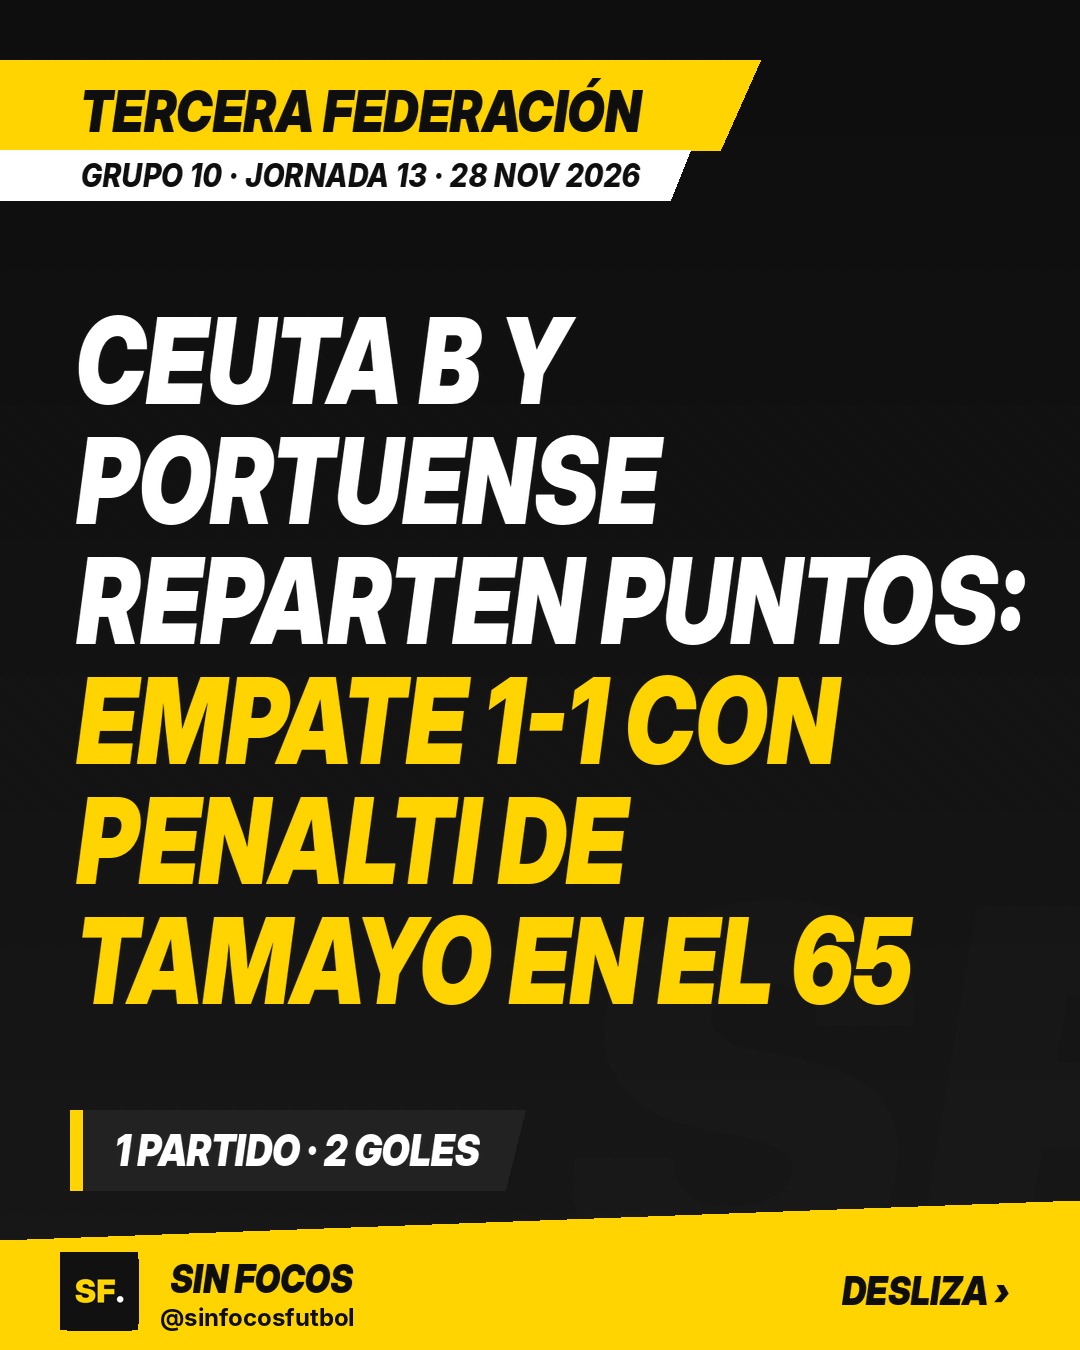 TERCERA FEDERACIÓN
GRUPO 10 · JORNADA 13 · 28 NOV 2026
CEUTA B Y
PORTUENSE
REPARTEN PUNTOS:
EMPATE 1-1 CON
PENALTI DE
TAMAYO EN EL 65
1 PARTIDO · 2 GOLES
SF.
SIN FOCOS
@sinfocosfutbol
DESLIZA ›
SF